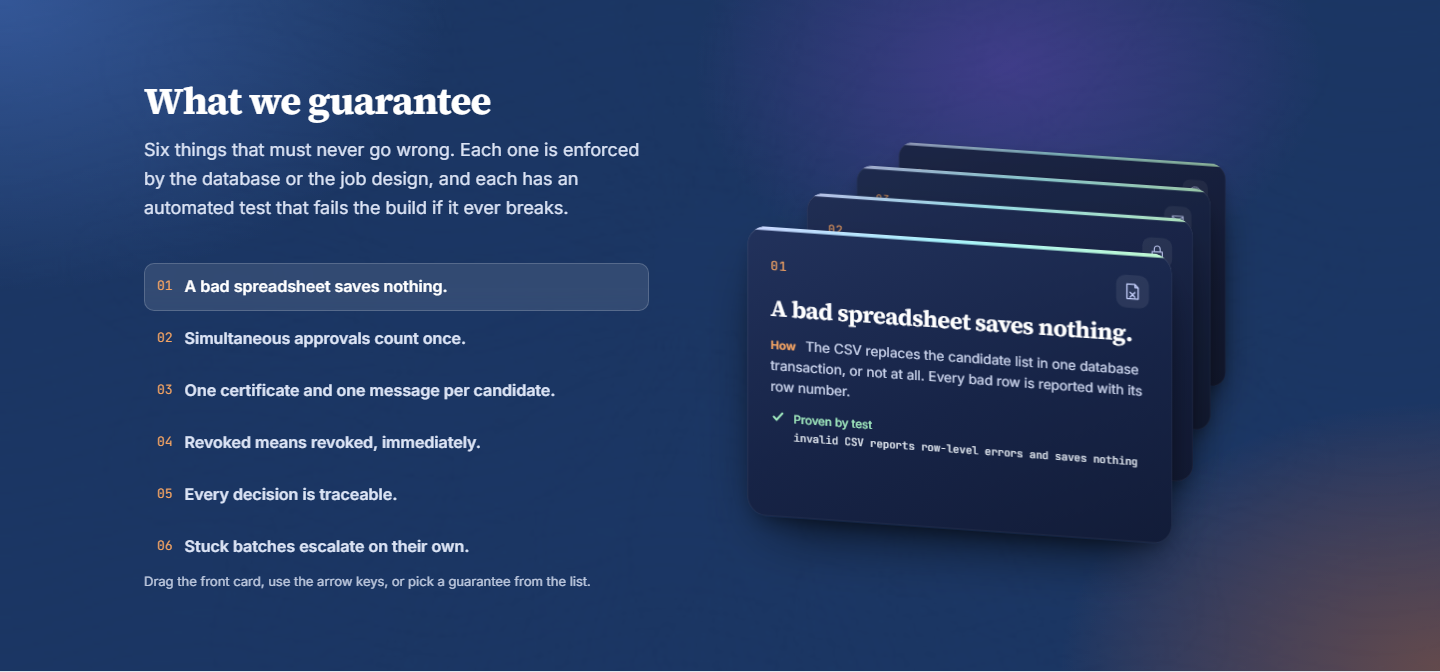 What we guarantee
Six things that must never go wrong. Each one is enforced
by the database or the job design, and each has an
automated test that fails the build if it ever breaks.
01 A bad spreadsheet saves nothing.
02 Simultaneous approvals count once.
03 One certificate and one message per candidate.
04 Revoked means revoked, immediately.
05 Every decision is traceable.
06 Stuck batches escalate on their own.
Drag the front card, use the arrow keys, or pick a guarantee from the list.
02
01
A bad spreadsheet saves nothing.
How The CSV replaces the candidate list in one database
transaction, or not at all. Every bad row is reported with its
row number.
Proven by test
invalid CSV reports row-level errors and saves nothing